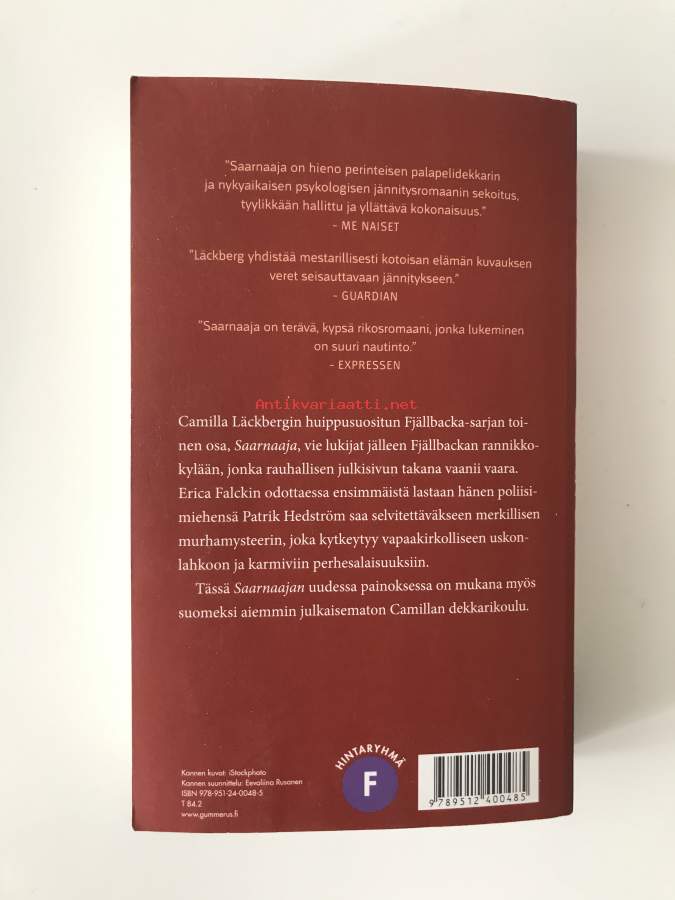 "Saarnaaja on hieno perinteisen palapelidekkarin
ja nykyaikaisen psykologisen jännitysromaanin sekoitus,
tyylikkään hallittu ja yllättävä kokonaisuus."
– ME NAISET
"Läckberg yhdistää mestarillisesti kotoisan elämän kuvauksen
veret seisauttavaan jännitykseen."
– GUARDIAN
"Saarnaaja on terävä, kypsä rikosromaani, jonka lukeminen
on suuri nautinto."
– EXPRESSEN
Antikvariaatti.net
Camilla Läckbergin huippusuositun Fjällbacka-sarjan toi-
nen osa, Saarnaaja, vie lukijat jälleen Fjällbackan rannikko-
kylään, jonka rauhallisen julkisivun takana vaanii vaara.
Erica Falckin odottaessa ensimmäistä lastaan hänen poliisi-
miehensä Patrik Hedström saa selvitettäväkseen merkillisen
murhamysteerin, joka kytkeytyy vapaakirkolliseen uskon-
lahkoon ja karmiviin perhesalaisuuksiin.
Tässä Saarnaajan uudessa painoksessa on mukana myös
suomeksi aiemmin julkaisematon Camillan dekkarikoulu.
Kannen kuvat: iStockphoto
Kannen suunnittelu: Eevaliina Rusanen
ISBN 978-951-24-0048-5
T 84.2
www.gummerus.fi
HINTARYHMÄ
F
9 789512 400485